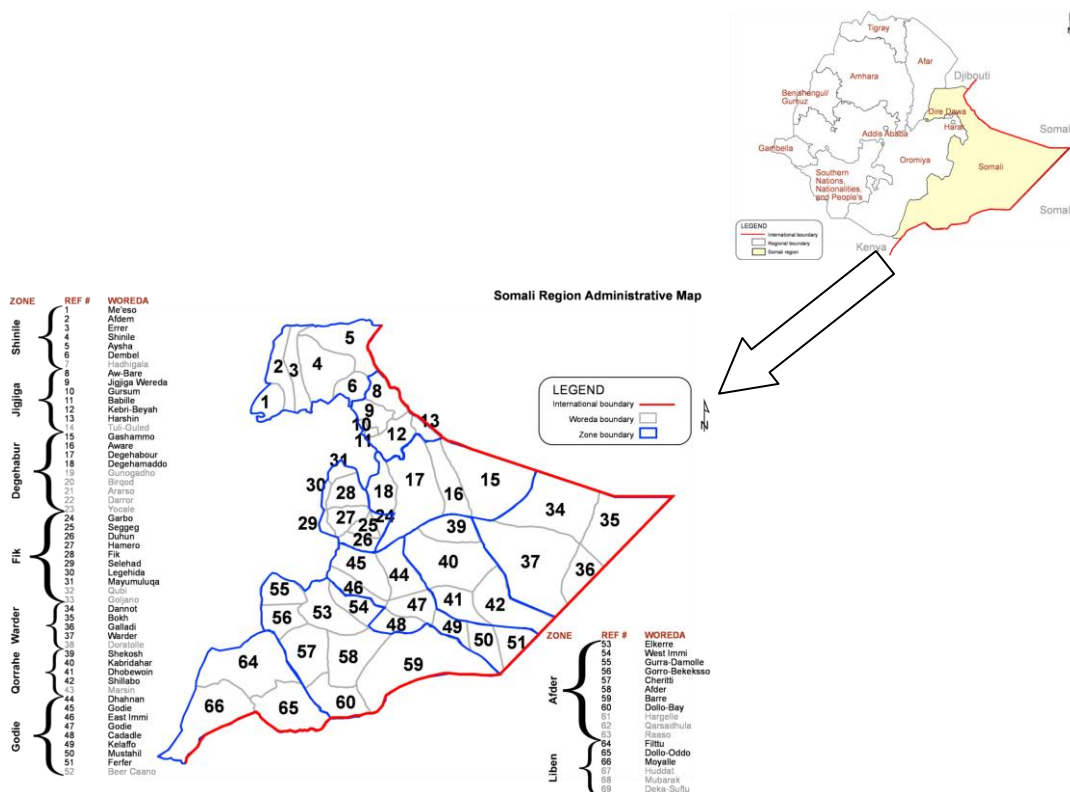 Tigray
Afar
Amhara
Djibouti
Benishangul/
Gumuz
Dire Dawa
Harar
Somali
Addis Ababa
Gambella
Oromiya
Somali
Southern
Nations,
Nationalities,
and People's
Somali
LEGEND
International boundary
Regional boundary
Somali region
Kenya
Somali Region Administrative Map
ZONE REF # WOREDA
Shinile
1 Me'eso
2 Afdem
3 Errer
4 Shinile
5 Aysha
6 Dembel
7 Hadhigala
Jigjiga
8 Aw-Bare
9 Jigjiga Wereda
10 Gursum
11 Babille
12 Kebri-Beyah
13 Harshin
14 Tuli-Guled
Degehabur
15 Gashammo
16 Aware
17 Degehabour
18 Degehamaddo
19 Gunogadho
20 Birqod
21 Ararso
22 Darror
23 Yocale
Fik
24 Garbo
25 Seggeg
26 Duhun
27 Hamero
28 Fik
29 Selehad
30 Legehida
31 Mayumuluqa
32 Qubi
33 Goljano
Warder
34 Dannot
35 Bokh
36 Galladi
37 Warder
38 Doratolle
Qorrahe
39 Shekosh
40 Kabridahar
41 Dhobewoin
42 Shillabo
43 Marsin
Godie
44 Dhahnan
45 Godie
46 East Immi
47 Godie
48 Cadadle
49 Kelaffo
50 Mustahil
51 Ferfer
52 Beer Caano
5
2
3
4
6
8
1
9
10
13
12
11
31
30
28
18
17
16
15
34
35
29
27
24
25
26
39
45
44
40
37
36
46
55
54
47
41
42
56
53
48
49
50
51
57
58
59
64
66
65
60
LEGEND
International boundary
Woreda boundary
Zone boundary
N
ZONE REF # WOREDA
Afder
53 Elkerre
54 West Immi
55 Gurra-Damolle
56 Gorro-Bekeksso
57 Cheritti
58 Afder
59 Barre
60 Dollo-Bay
61 Hargelle
62 Qarsadhula
63 Raaso
Liben
64 Filttu
65 Dollo-Oddo
66 Moyalle
67 Huddat
68 Mubarak
69 Deka-Suftu